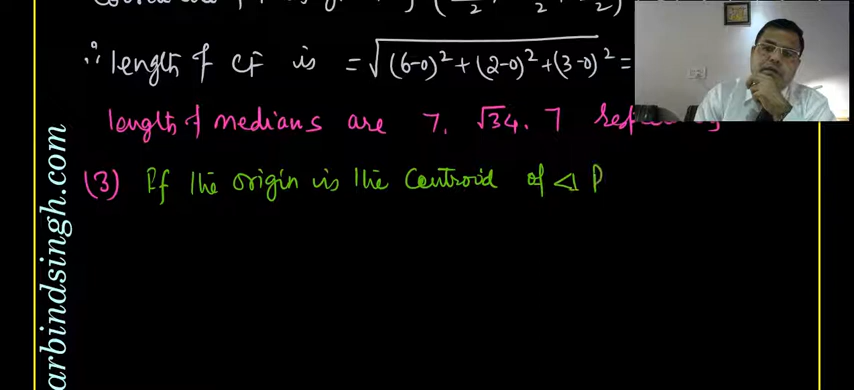 ∴ length of CF is = √(6-0)² + (2-0)² + (3-0)² =
length of medians are 7, √34, 7
(3) If the origin is the Centroid of △ P
arbindsingh.com